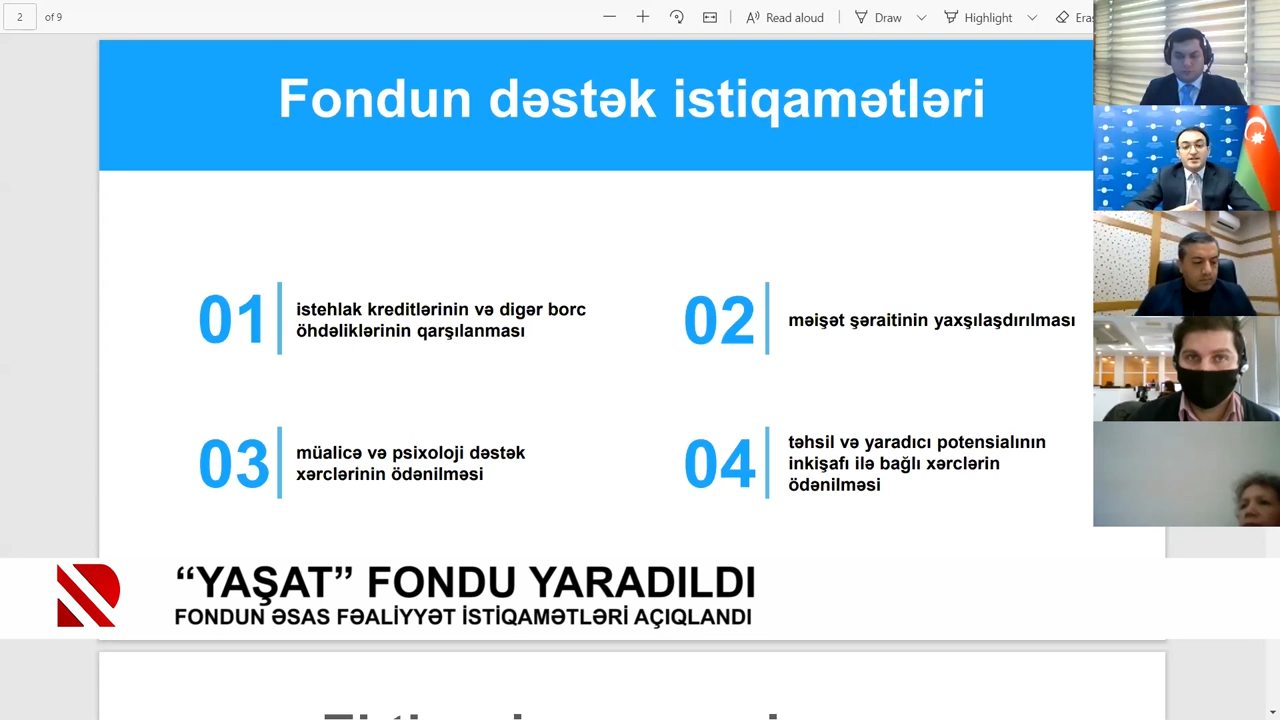 2 of 9
Read aloud
Draw
Highlight
Fondun dəstək istiqamətləri
01
istehlak kreditlərinin və digər borc
öhdəliklərinin qarşılanması
02
məişət şəraitinin yaxşılaşdırılması
03
müalicə və psixoloji dəstək
xərclərinin ödənilməsi
04
təhsil və yaradıcı potensialının
inkişafı ilə bağlı xərclərin
ödənilməsi
“YAŞAT” FONDU YARADILDI
FONDUN ƏSAS FƏALİYYƏT İSTİQAMƏTLƏRİ AÇIQLANDI